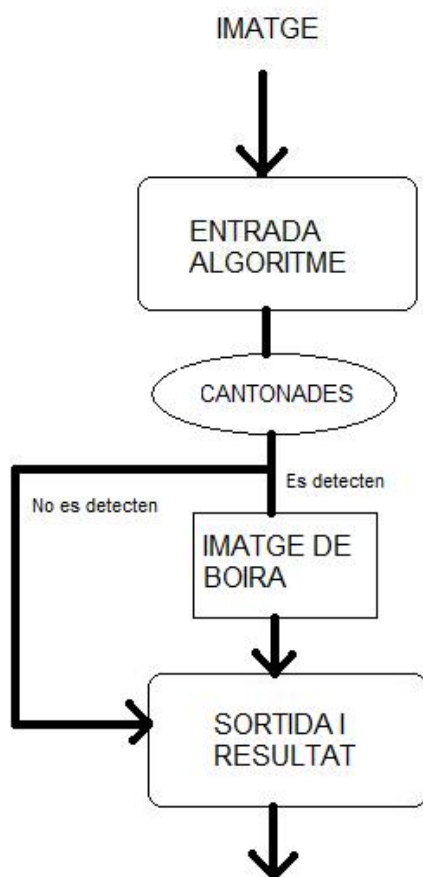 IMATGE
ENTRADA
ALGORITME
CANTONADES
Es detecten
No es detecten
IMATGE DE
BOIRA
SORTIDA I
RESULTAT